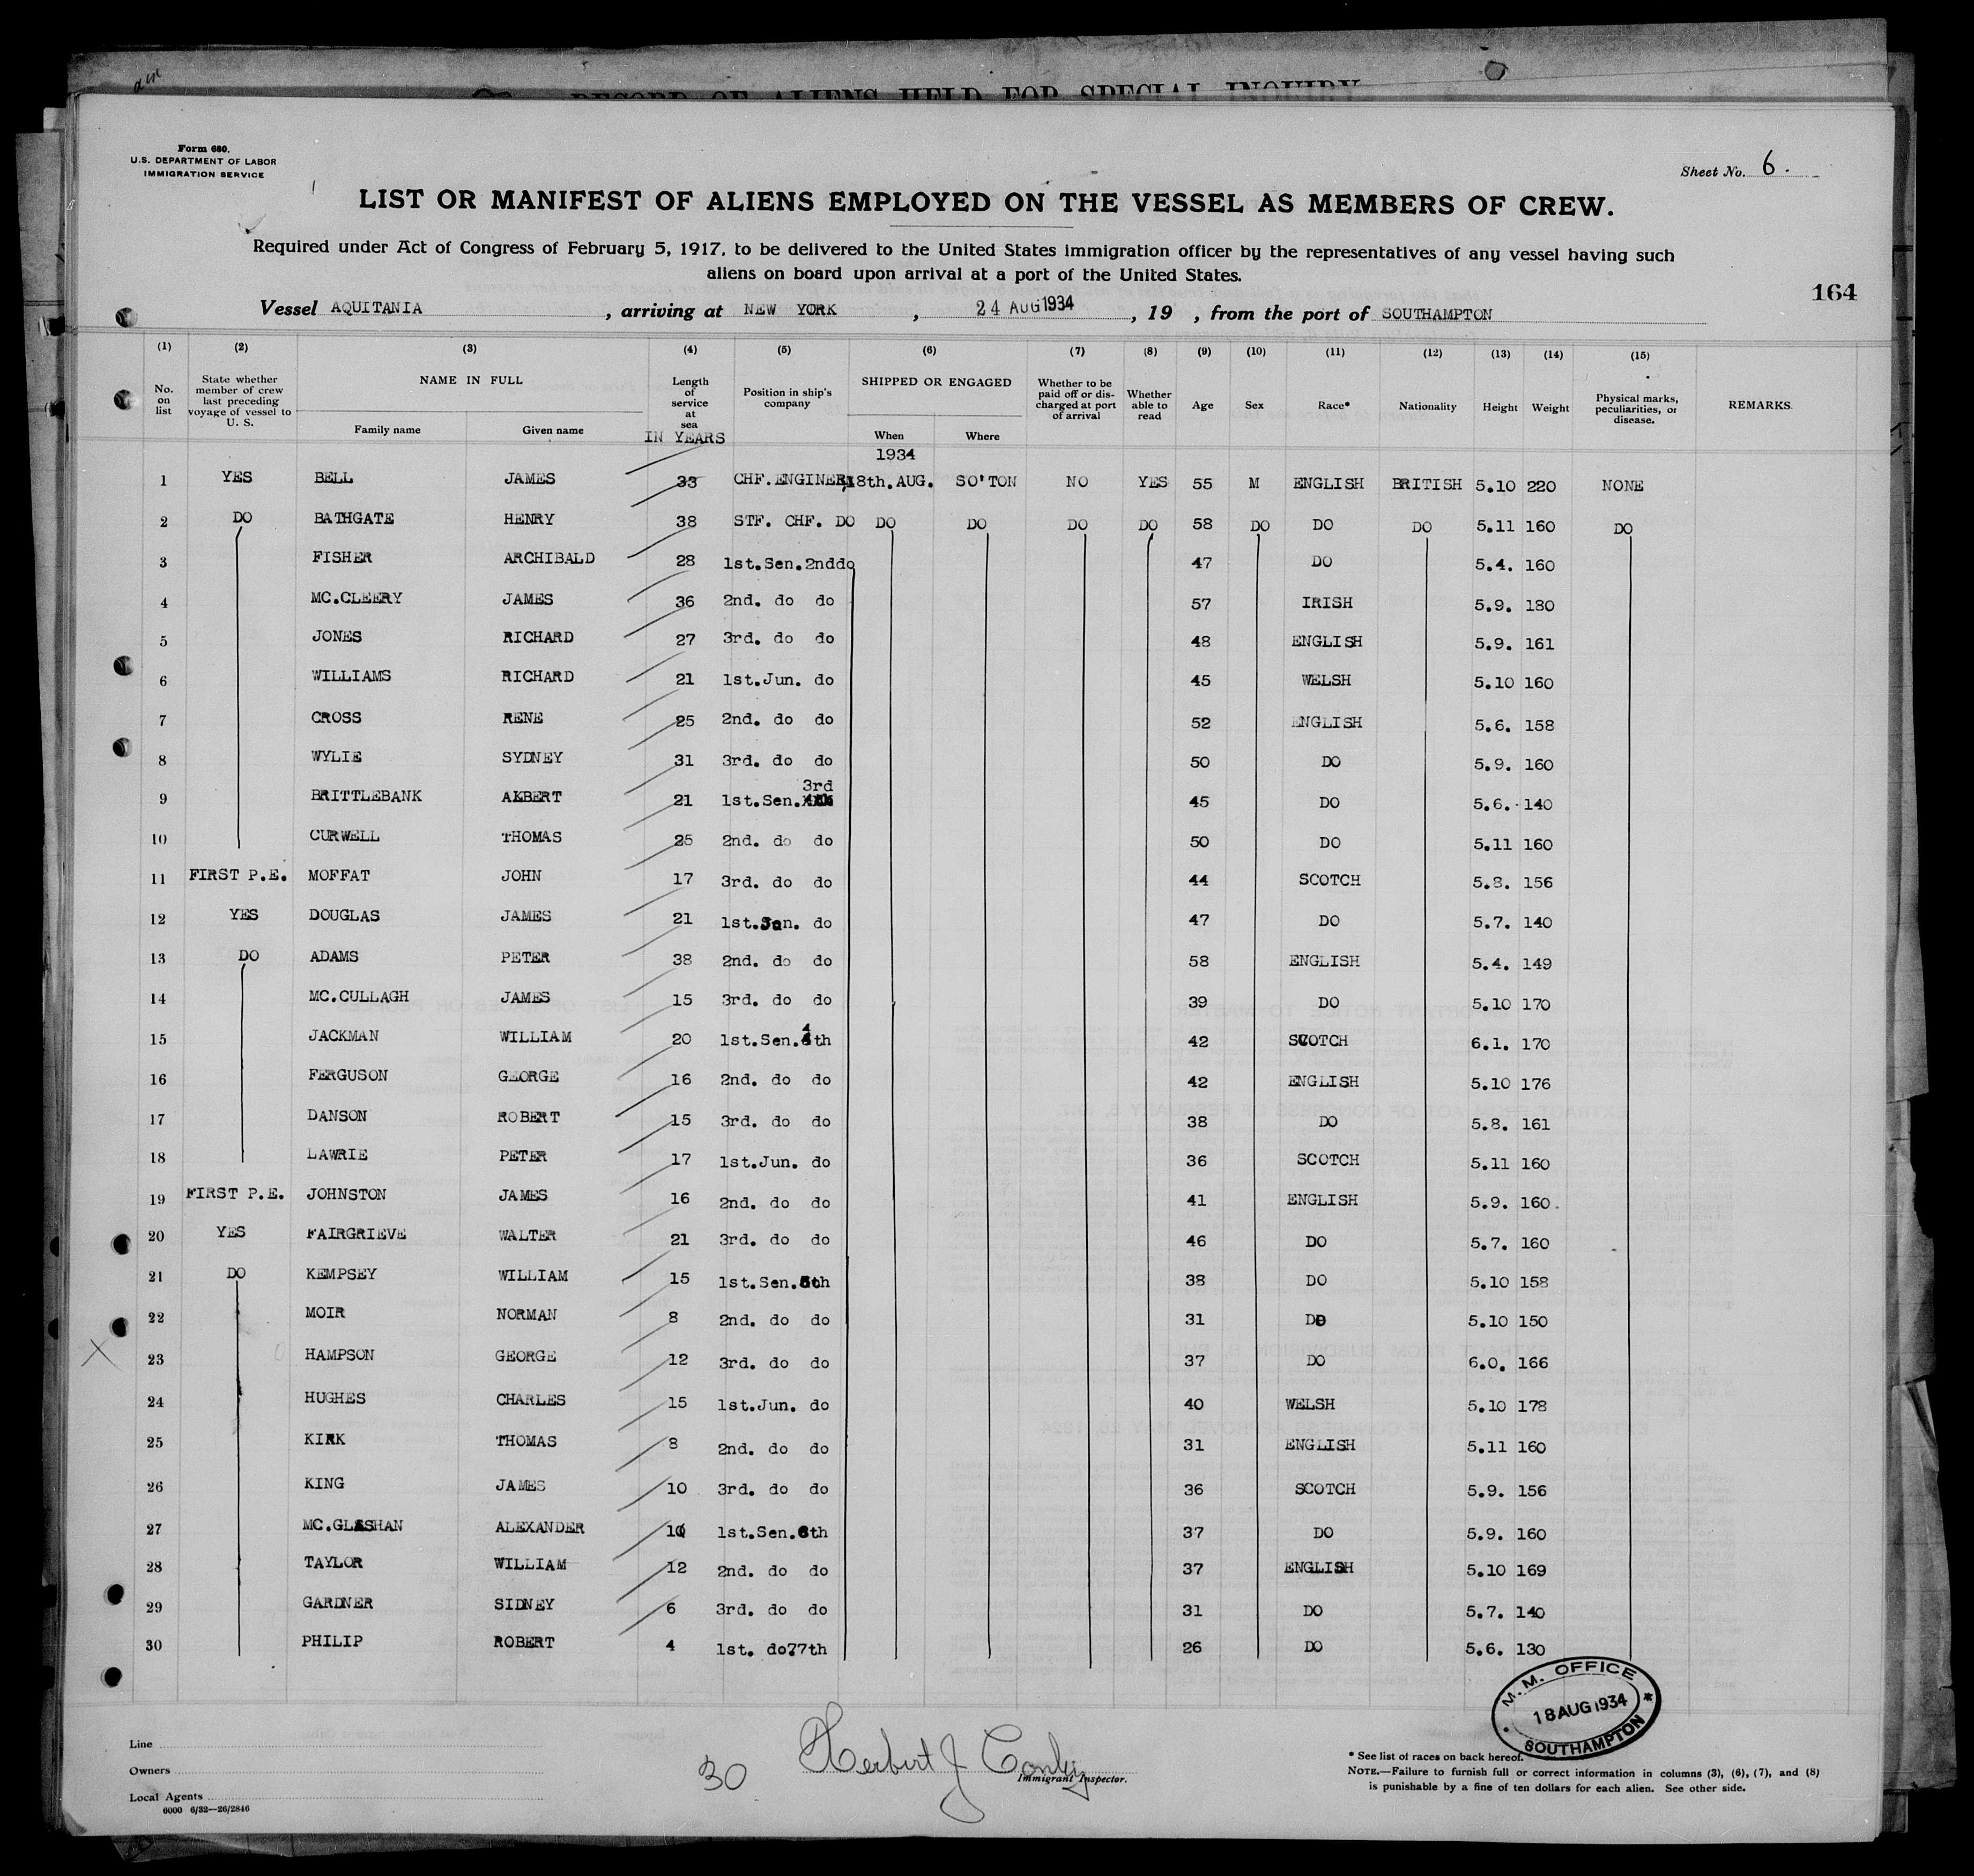 RECORD OF ALIENS HELD FOR SPECIAL INQUIRY
Form 680.
U.S. DEPARTMENT OF LABOR
IMMIGRATION SERVICE
Sheet No. 6.
LIST OR MANIFEST OF ALIENS EMPLOYED ON THE VESSEL AS MEMBERS OF CREW.
Required under Act of Congress of February 5, 1917, to be delivered to the United States immigration officer by the representatives of any vessel having such
aliens on board upon arrival at a port of the United States.
164
Vessel AQUITANIA, arriving at NEW YORK, 24 AUG 1934, 19 , from the port of SOUTHAMPTON
(1) (2) (3) (4) (5) (6) (7) (8) (9) (10) (11) (12) (13) (14) (15)
No. on list State whether member of crew last preceding voyage of vessel to U. S. NAME IN FULL Family name Given name Length of service at sea IN YEARS Position in ship's company SHIPPED OR ENGAGED When Where Whether to be paid off or discharged at port of arrival Whether able to read Age Sex Race* Nationality Height Weight Physical marks, peculiarities, or disease. REMARKS.
1934
1 YES BELL JAMES 33 CHF.ENGINER, 18th.AUG. SO'TON NO YES 55 M ENGLISH BRITISH 5.10 220 NONE
2 DO BATHGATE HENRY 38 STF. CHF. DO DO DO DO DO 58 DO DO DO 5.11 160 DO
3 FISHER ARCHIBALD 28 1st.Sen.2nddo 47 DO 5.4. 160
4 MC.CLEERY JAMES 36 2nd. do do 57 IRISH 5.9. 180
5 JONES RICHARD 27 3rd. do do 48 ENGLISH 5.9. 161
6 WILLIAMS RICHARD 21 1st.Jun. do 45 WELSH 5.10 160
7 CROSS RENE 25 2nd. do do 52 ENGLISH 5.6. 158
8 WYLIE SYDNEY 31 3rd. do do 50 DO 5.9. 160
9 BRITTLEBANK ALBERT 21 1st.Sen. 3rd 45 DO 5.6. 140
10 CURWELL THOMAS 25 2nd. do do 50 DO 5.11 160
11 FIRST P.E. MOFFAT JOHN 17 3rd. do do 44 SCOTCH 5.8. 156
12 YES DOUGLAS JAMES 21 1st. do 47 DO 5.7. 140
13 DO ADAMS PETER 38 2nd. do do 58 ENGLISH 5.4. 149
14 MC.CULLAGH JAMES 15 3rd. do do 39 DO 5.10 170
15 JACKMAN WILLIAM 20 1st.Sen.4th 42 SCOTCH 6.1. 170
16 FERGUSON GEORGE 16 2nd. do do 42 ENGLISH 5.10 176
17 DANSON ROBERT 15 3rd. do do 38 DO 5.8. 161
18 LAWRIE PETER 17 1st.Jun. do 36 SCOTCH 5.11 160
19 FIRST P.E. JOHNSTON JAMES 16 2nd. do do 41 ENGLISH 5.9. 160.
20 YES FAIRGRIEVE WALTER 21 3rd. do do 46 DO 5.7. 160
21 DO KEMPSEY WILLIAM 15 1st.Sen.5th 38 DO 5.10 158
22 MOIR NORMAN 8 2nd. do do 31 DO 5.10 150
23 HAMPSON GEORGE 12 3rd. do do 37 DO 6.0. 166
24 HUGHES CHARLES 15 1st.Jun. do 40 WELSH 5.10 178
25 KIRK THOMAS 8 2nd. do do 31 ENGLISH 5.11 160
26 KING JAMES 10 3rd. do do 36 SCOTCH 5.9. 156
27 MC.GLASHAN ALEXANDER 10 1st.Sen.6th 37 DO 5.9. 160
28 TAYLOR WILLIAM 12 2nd. do do 37 ENGLISH 5.10 169
29 GARDNER SIDNEY 6 3rd. do do 31 DO 5.7. 140
30 PHILIP ROBERT 4 1st. do.77th 26 DO 5.6. 130
M. M. OFFICE
18 AUG 1934
SOUTHAMPTON
Line
Owners
Local Agents
6000 6/32—26/2846
30
Herbert J Conley
Immigrant Inspector.
* See list of races on back hereof.
NOTE.—Failure to furnish full or correct information in columns (3), (6), (7), and (8)
is punishable by a fine of ten dollars for each alien. See other side.